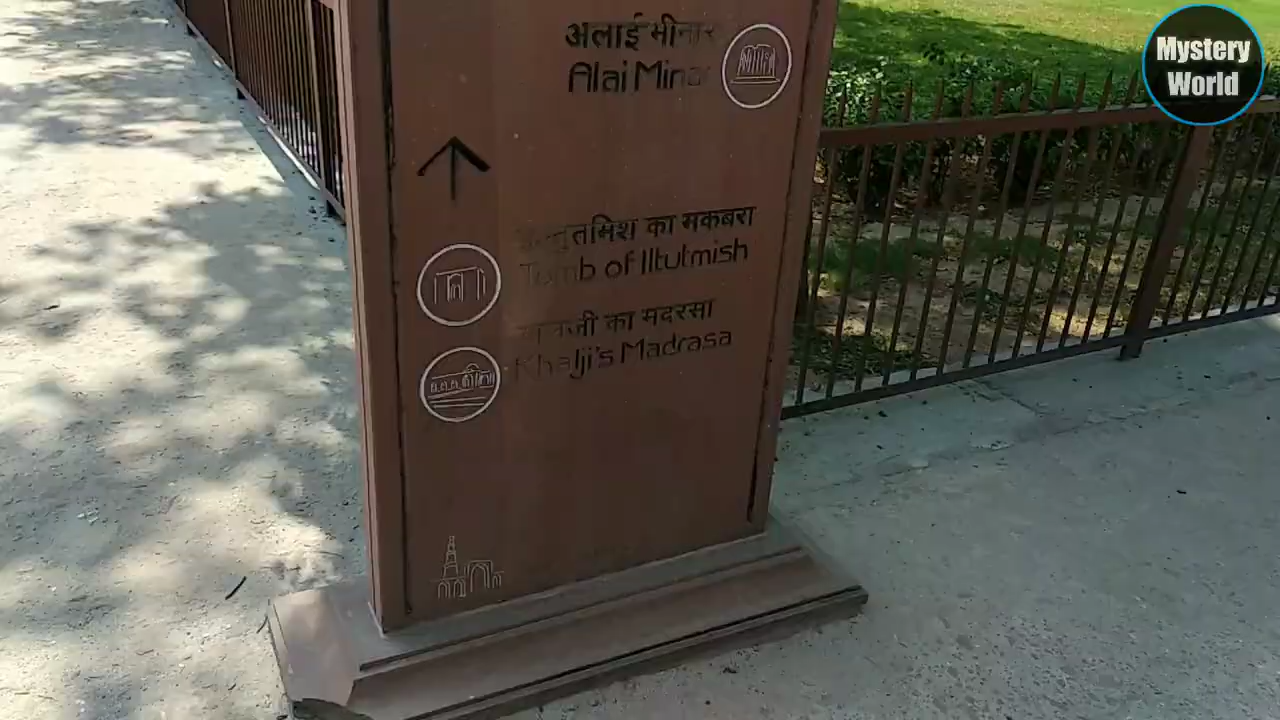 अलाई मीनार
Alai Minar
का मकबरा
Tomb of Iltutmish
का मदरसा
Khalji's Madrasa
Mystery
World